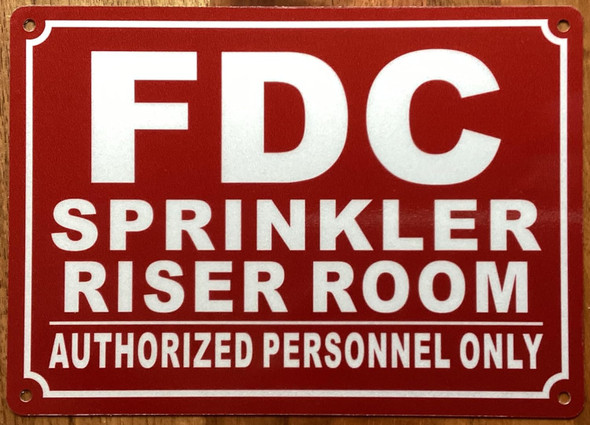 FDC
SPRINKLER
RISER ROOM
AUTHORIZED PERSONNEL ONLY